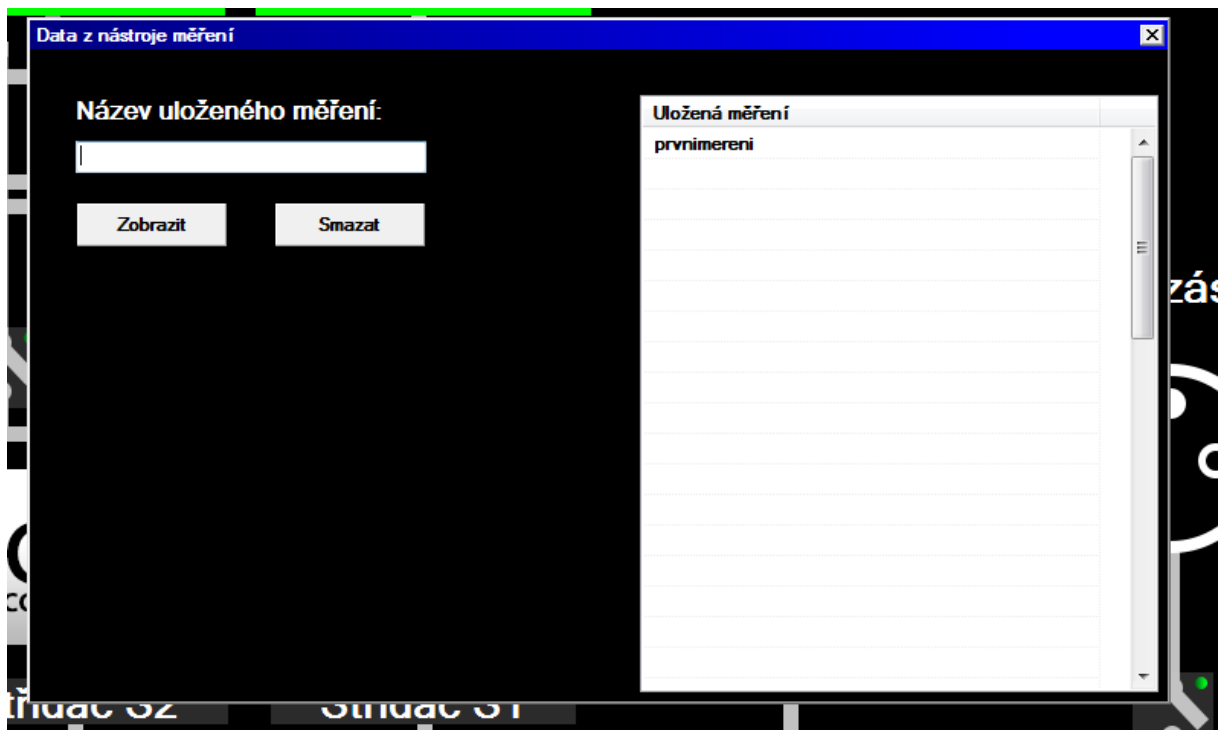 Data z nástroje měření
Název uloženého měření:
Uložená měření
prvnimereni
Zobrazit
Smazat